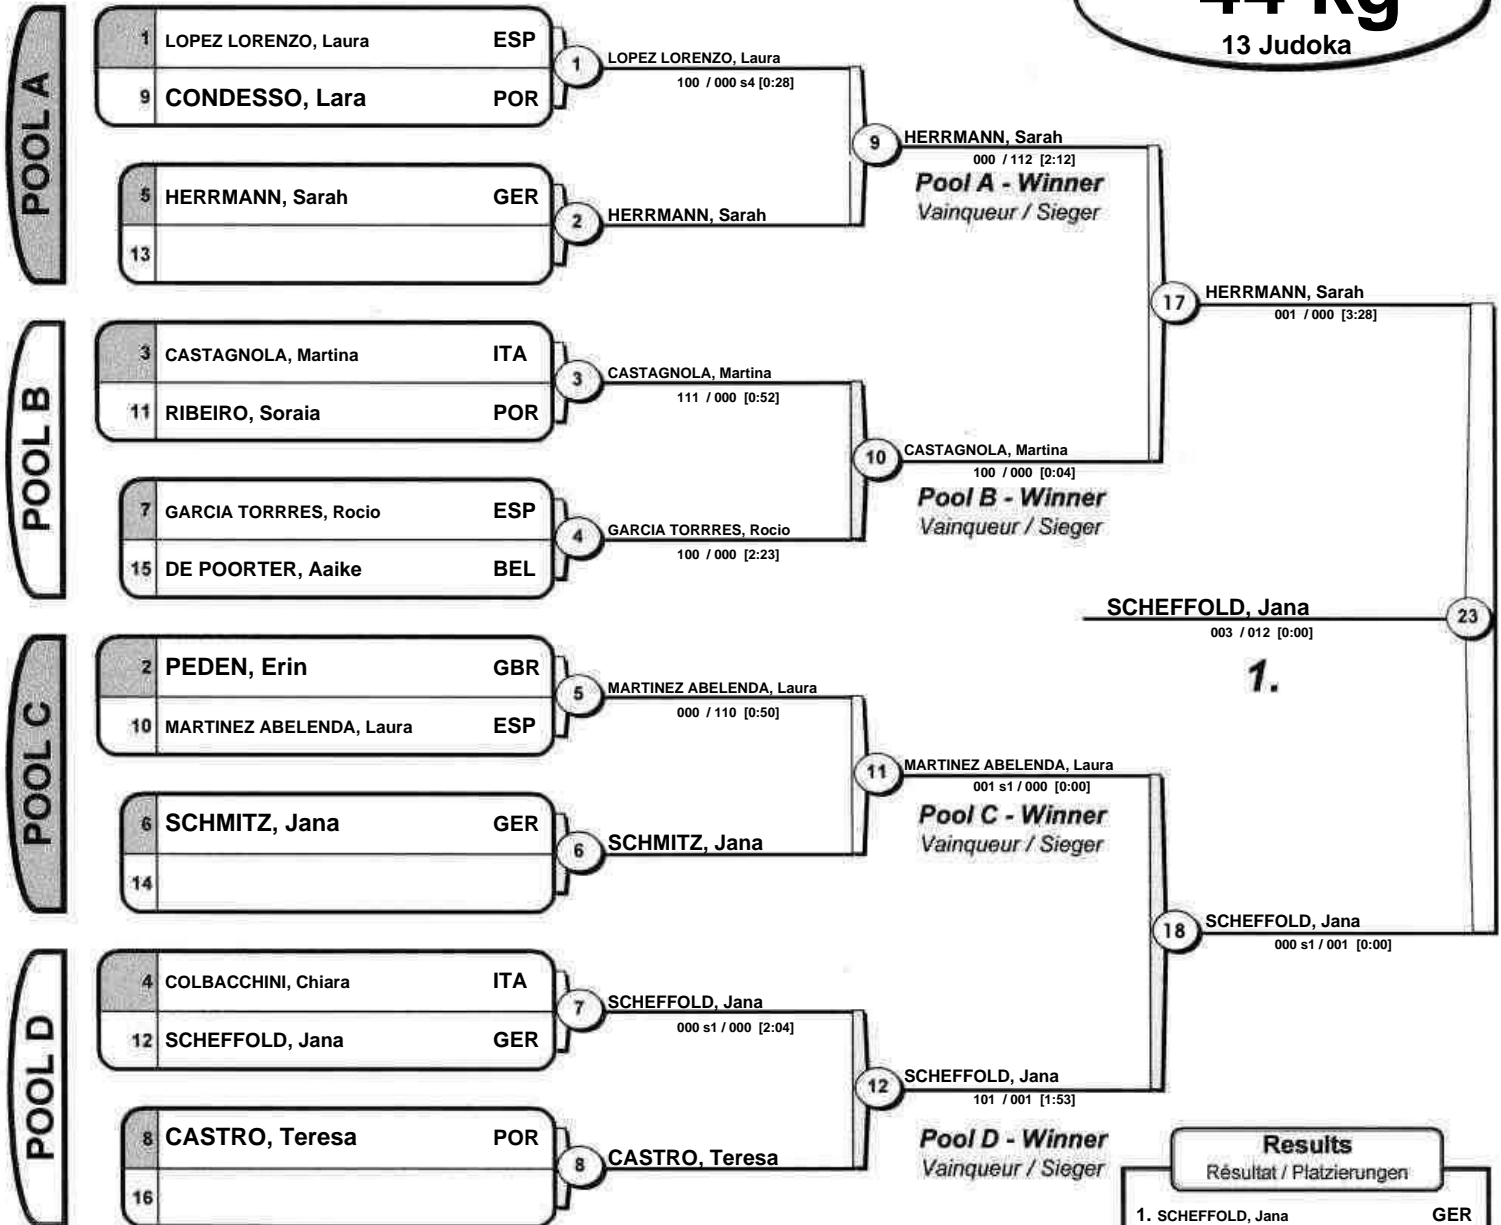 44 kg
13 Judoka
POOL A
1 LOPEZ LORENZO, Laura ESP
9 CONDESSO, Lara POR
1
LOPEZ LORENZO, Laura
100 / 000 s4 [0:28]
5 HERRMANN, Sarah GER
13
2
HERRMANN, Sarah
9
HERRMANN, Sarah
000 / 112 [2:12]
Pool A - Winner
Vainqueur / Sieger
POOL B
3 CASTAGNOLA, Martina ITA
11 RIBEIRO, Soraia POR
3
CASTAGNOLA, Martina
111 / 000 [0:52]
7 GARCIA TORRRES, Rocio ESP
15 DE POORTER, Aaike BEL
4
GARCIA TORRRES, Rocio
100 / 000 [2:23]
10
CASTAGNOLA, Martina
100 / 000 [0:04]
Pool B - Winner
Vainqueur / Sieger
17
HERRMANN, Sarah
001 / 000 [3:28]
POOL C
2 PEDEN, Erin GBR
10 MARTINEZ ABELENDA, Laura ESP
5
MARTINEZ ABELENDA, Laura
000 / 110 [0:50]
6 SCHMITZ, Jana GER
14
6
SCHMITZ, Jana
11
MARTINEZ ABELENDA, Laura
001 s1 / 000 [0:00]
Pool C - Winner
Vainqueur / Sieger
POOL D
4 COLBACCHINI, Chiara ITA
12 SCHEFFOLD, Jana GER
7
SCHEFFOLD, Jana
000 s1 / 000 [2:04]
8 CASTRO, Teresa POR
16
8
CASTRO, Teresa
12
SCHEFFOLD, Jana
101 / 001 [1:53]
Pool D - Winner
Vainqueur / Sieger
18
SCHEFFOLD, Jana
000 s1 / 001 [0:00]
SCHEFFOLD, Jana
003 / 012 [0:00]
23
1.
Results
Résultat / Platzierungen
1. SCHEFFOLD, Jana GER